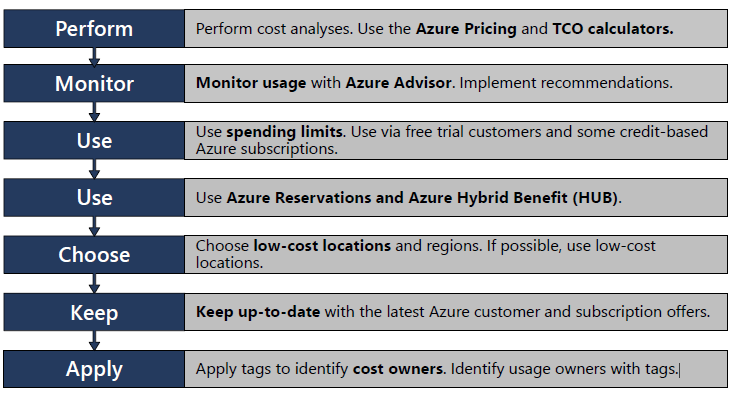 Perform
Perform cost analyses. Use the Azure Pricing and TCO calculators.
Monitor
Monitor usage with Azure Advisor. Implement recommendations.
Use
Use spending limits. Use via free trial customers and some credit-based
Azure subscriptions.
Use
Use Azure Reservations and Azure Hybrid Benefit (HUB).
Choose
Choose low-cost locations and regions. If possible, use low-cost
locations.
Keep
Keep up-to-date with the latest Azure customer and subscription offers.
Apply
Apply tags to identify cost owners. Identify usage owners with tags.